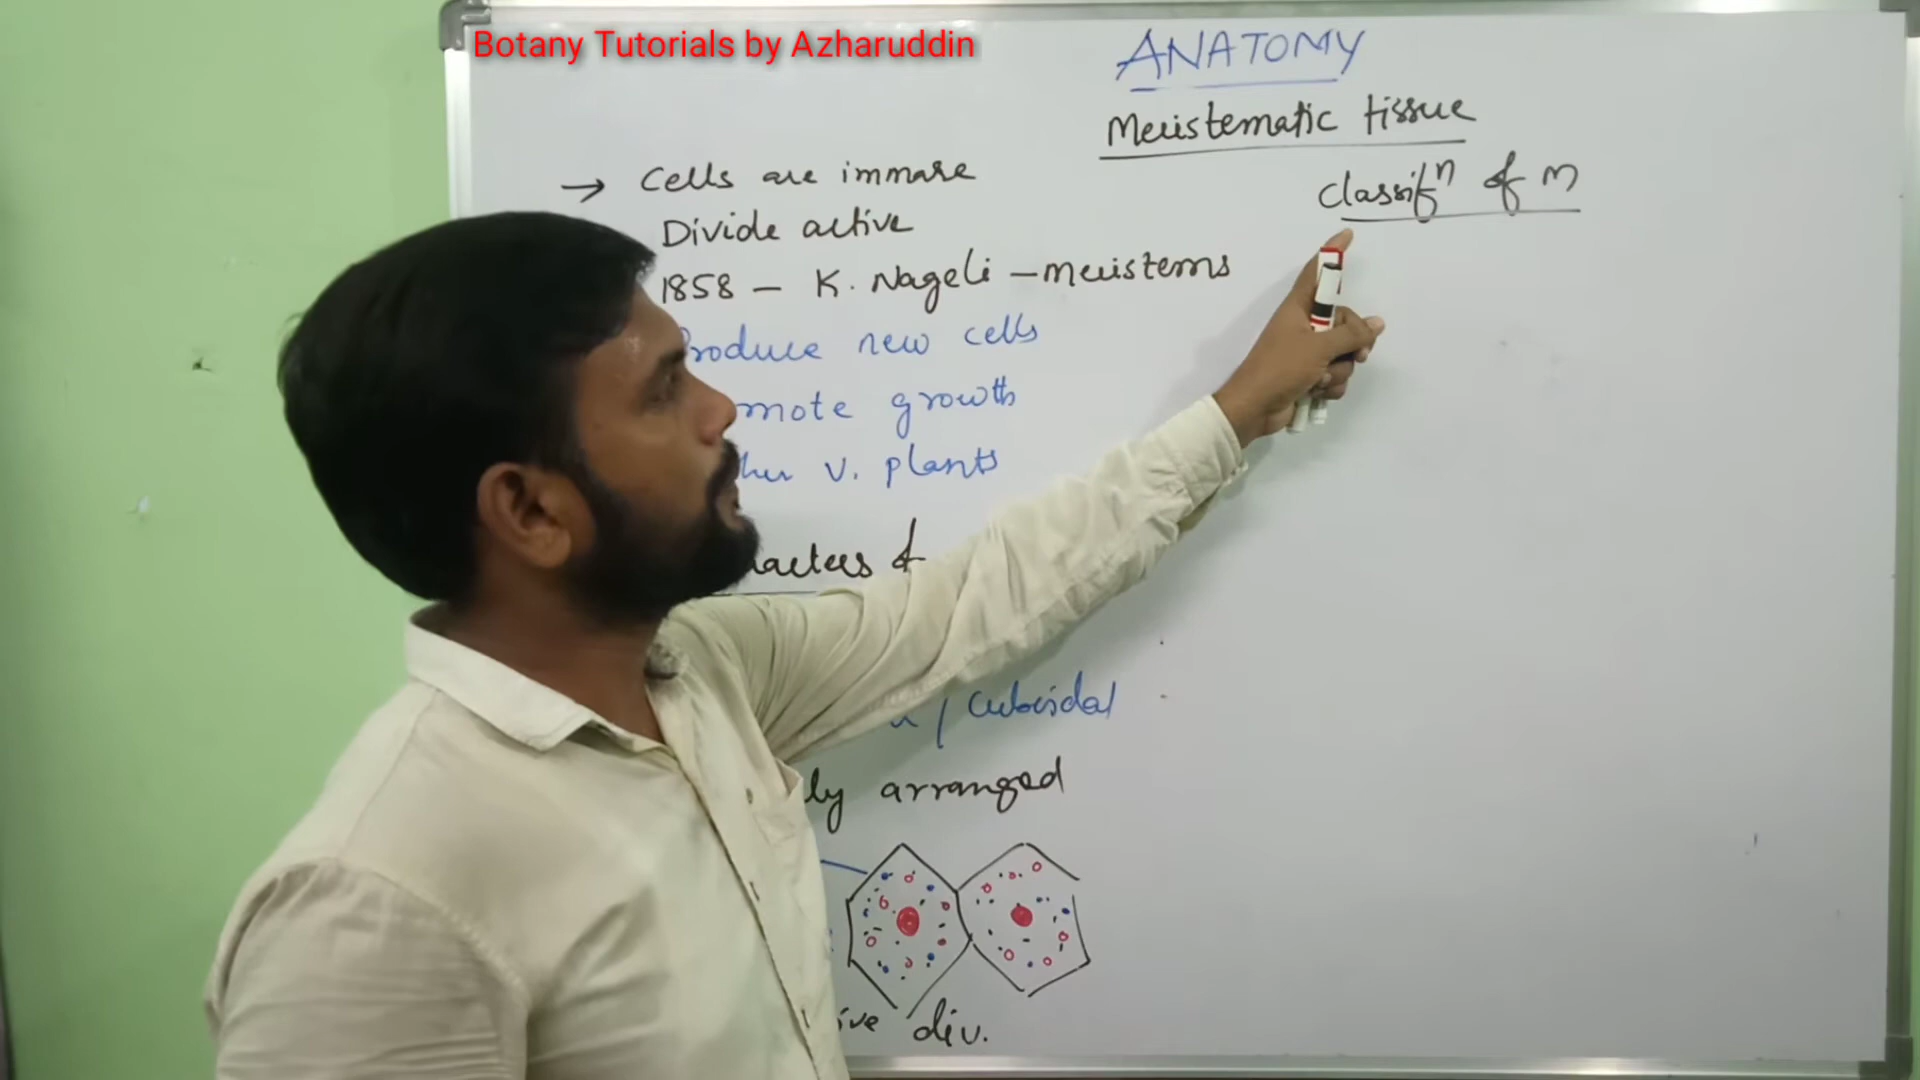 Botany Tutorials by Azharuddin
ANATOMY
Meristematic tissue
→ Cells are immare
Divide active
1858 - K. Nageli - meristems
Produce new cells
mote growth
v. plants
Classifⁿ of m
/ Cuboidal
ly arranged
ive div.